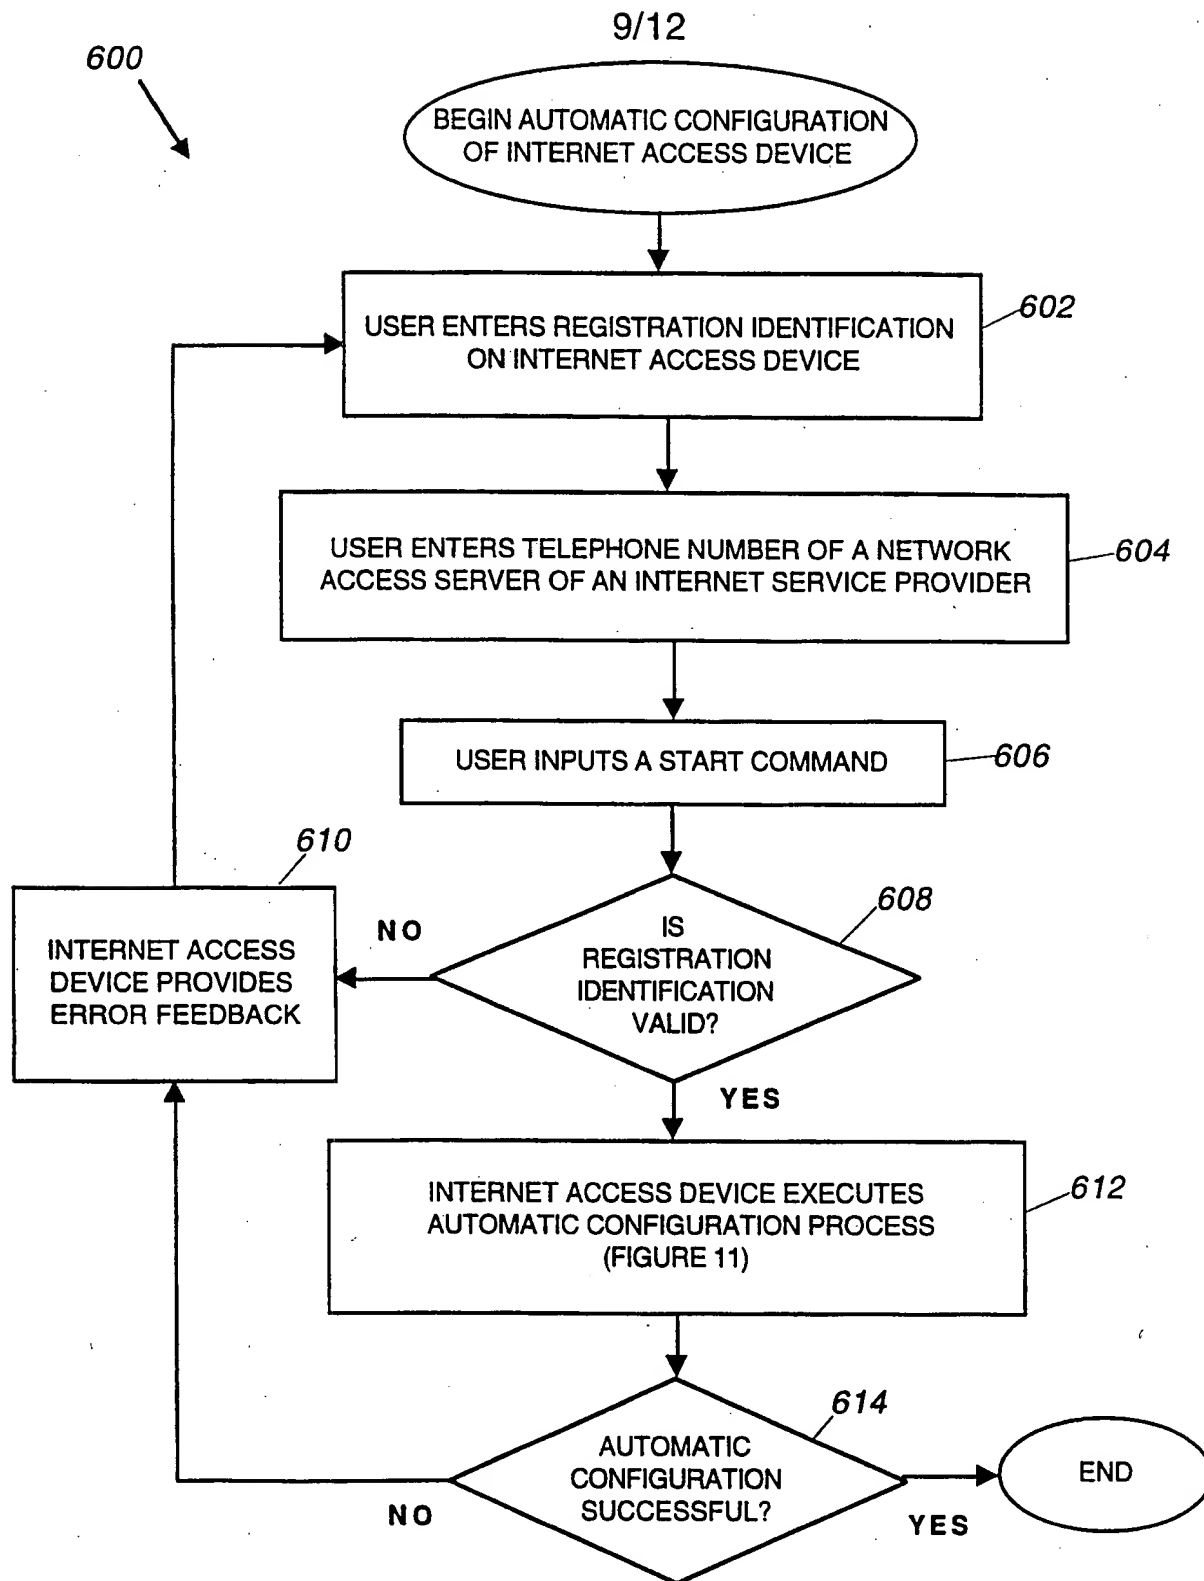 9/12
600
BEGIN AUTOMATIC CONFIGURATION
OF INTERNET ACCESS DEVICE
USER ENTERS REGISTRATION IDENTIFICATION
ON INTERNET ACCESS DEVICE
602
USER ENTERS TELEPHONE NUMBER OF A NETWORK
ACCESS SERVER OF AN INTERNET SERVICE PROVIDER
604
USER INPUTS A START COMMAND
606
610
INTERNET ACCESS
DEVICE PROVIDES
ERROR FEEDBACK
NO
IS
REGISTRATION
IDENTIFICATION
VALID?
608
YES
INTERNET ACCESS DEVICE EXECUTES
AUTOMATIC CONFIGURATION PROCESS
(FIGURE 11)
612
AUTOMATIC
CONFIGURATION
SUCCESSFUL?
614
NO
YES
END